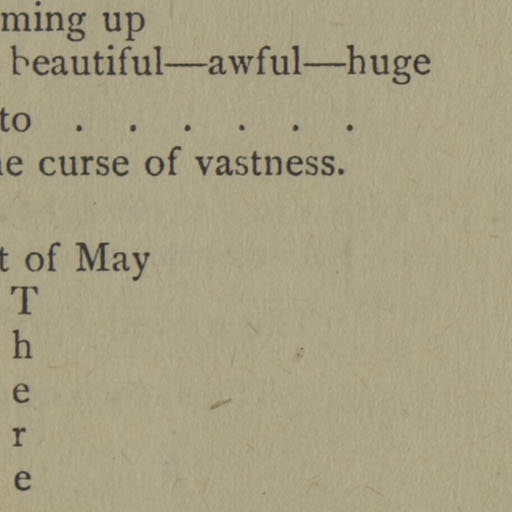 ming up
beautiful—awful—huge
to . . . . . .
e curse of vastness.
t of May
T
h
e
r
e